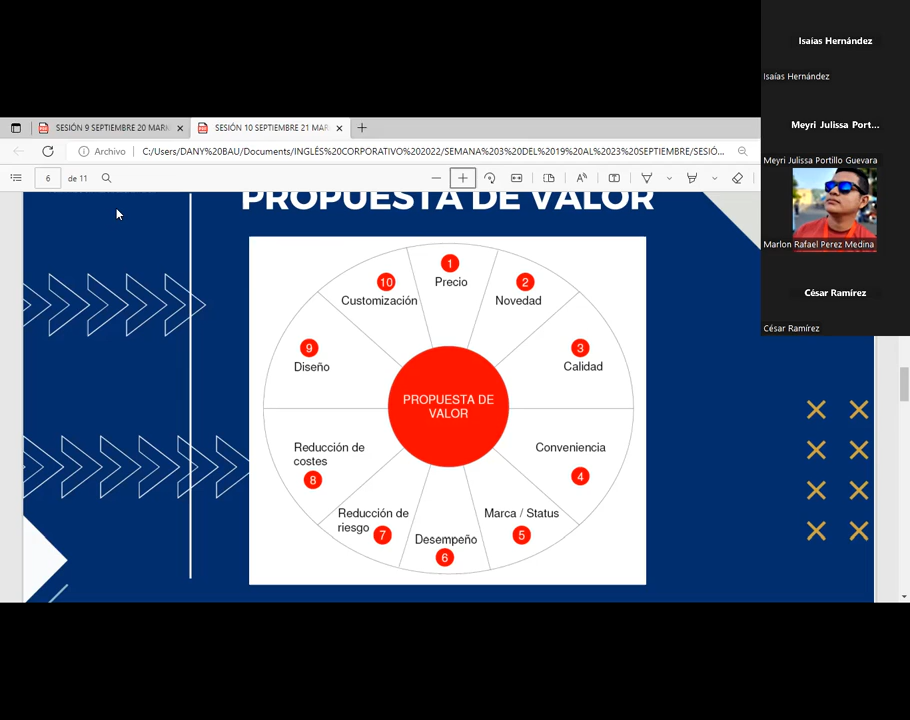 Isaías Hernández
Isaías Hernández
Meyri Julissa Port...
Meyri Julissa Portillo Guevara
Marlon Rafael Perez Medina
César Ramírez
César Ramírez
SESIÓN 9 SEPTIEMBRE 20 MAR
SESIÓN 10 SEPTIEMBRE 21 MAR
Archivo
C:/Users/DANY%20BAU/Documents/INGLÉS%20CORPORATIVO%202022/SEMANA%203%20DEL%2019%20AL%2023%20SEPTIEMBRE/SESIÓ...
6 de 11
PROPUESTA DE VALOR
1
Precio
2
Novedad
3
Calidad
Conveniencia
4
Marca / Status
5
Desempeño
6
Reducción de
riesgo
7
Reducción de
costes
8
9
Diseño
10
Customización
PROPUESTA DE
VALOR